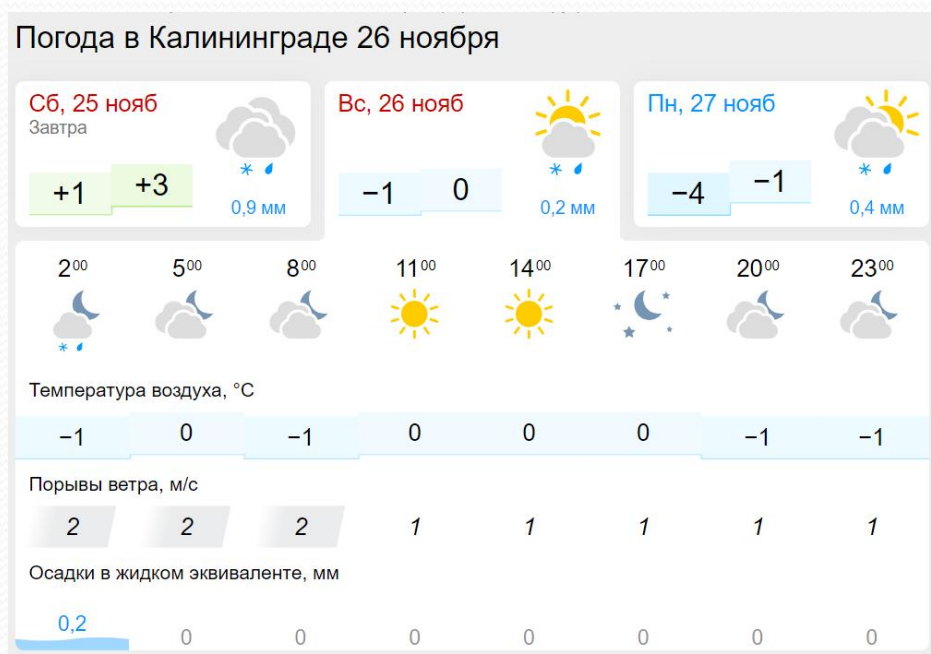 Погода в Калининграде 26 ноября
Сб, 25 нояб
Завтра
+1 +3
0,9 мм
Вс, 26 нояб
−1 0
0,2 мм
Пн, 27 нояб
−4 −1
0,4 мм
2⁰⁰ 5⁰⁰ 8⁰⁰ 11⁰⁰ 14⁰⁰ 17⁰⁰ 20⁰⁰ 23⁰⁰
Температура воздуха, °C
−1 0 −1 0 0 0 −1 −1
Порывы ветра, м/с
2 2 2 1 1 1 1 1
Осадки в жидком эквиваленте, мм
0,2 0 0 0 0 0 0 0